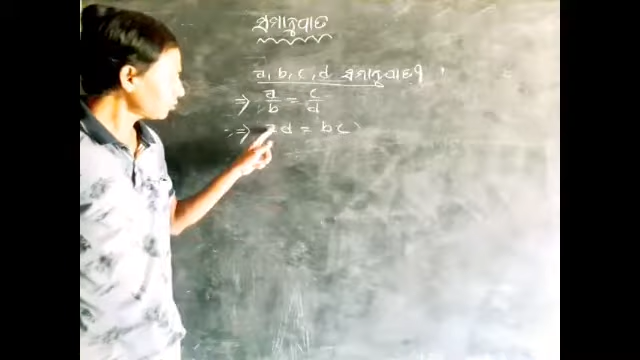 ସମାନୁପାତ
a, b, c, d ସମାନୁପାତୀ ।
⇒ a/b = c/d
⇒ ad = bc